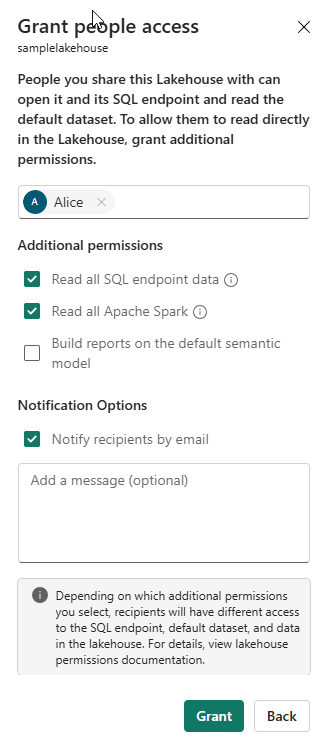 Grant people access
samplelakehouse
People you share this Lakehouse with can
open it and its SQL endpoint and read the
default dataset. To allow them to read directly
in the Lakehouse, grant additional
permissions.
A Alice
Additional permissions
Read all SQL endpoint data
Read all Apache Spark
Build reports on the default semantic
model
Notification Options
Notify recipients by email
Add a message (optional)
Depending on which additional permissions
you select, recipients will have different access
to the SQL endpoint, default dataset, and data
in the lakehouse. For details, view lakehouse
permissions documentation.
Grant Back